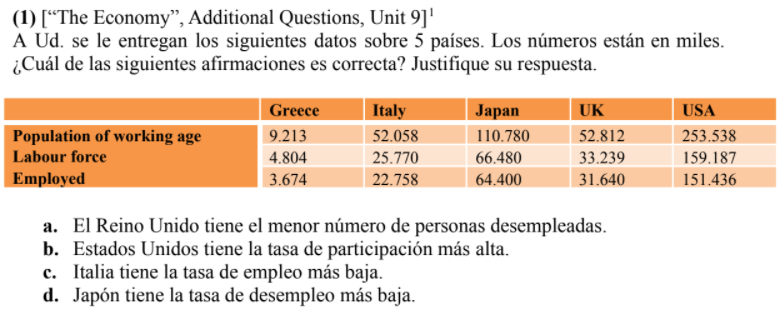 (1) [“The Economy”, Additional Questions, Unit 9]¹
A Ud. se le entregan los siguientes datos sobre 5 países. Los números están en miles.
¿Cuál de las siguientes afirmaciones es correcta? Justifique su respuesta.
Greece Italy Japan UK USA
Population of working age 9.213 52.058 110.780 52.812 253.538
Labour force 4.804 25.770 66.480 33.239 159.187
Employed 3.674 22.758 64.400 31.640 151.436
a. El Reino Unido tiene el menor número de personas desempleadas.
b. Estados Unidos tiene la tasa de participación más alta.
c. Italia tiene la tasa de empleo más baja.
d. Japón tiene la tasa de desempleo más baja.